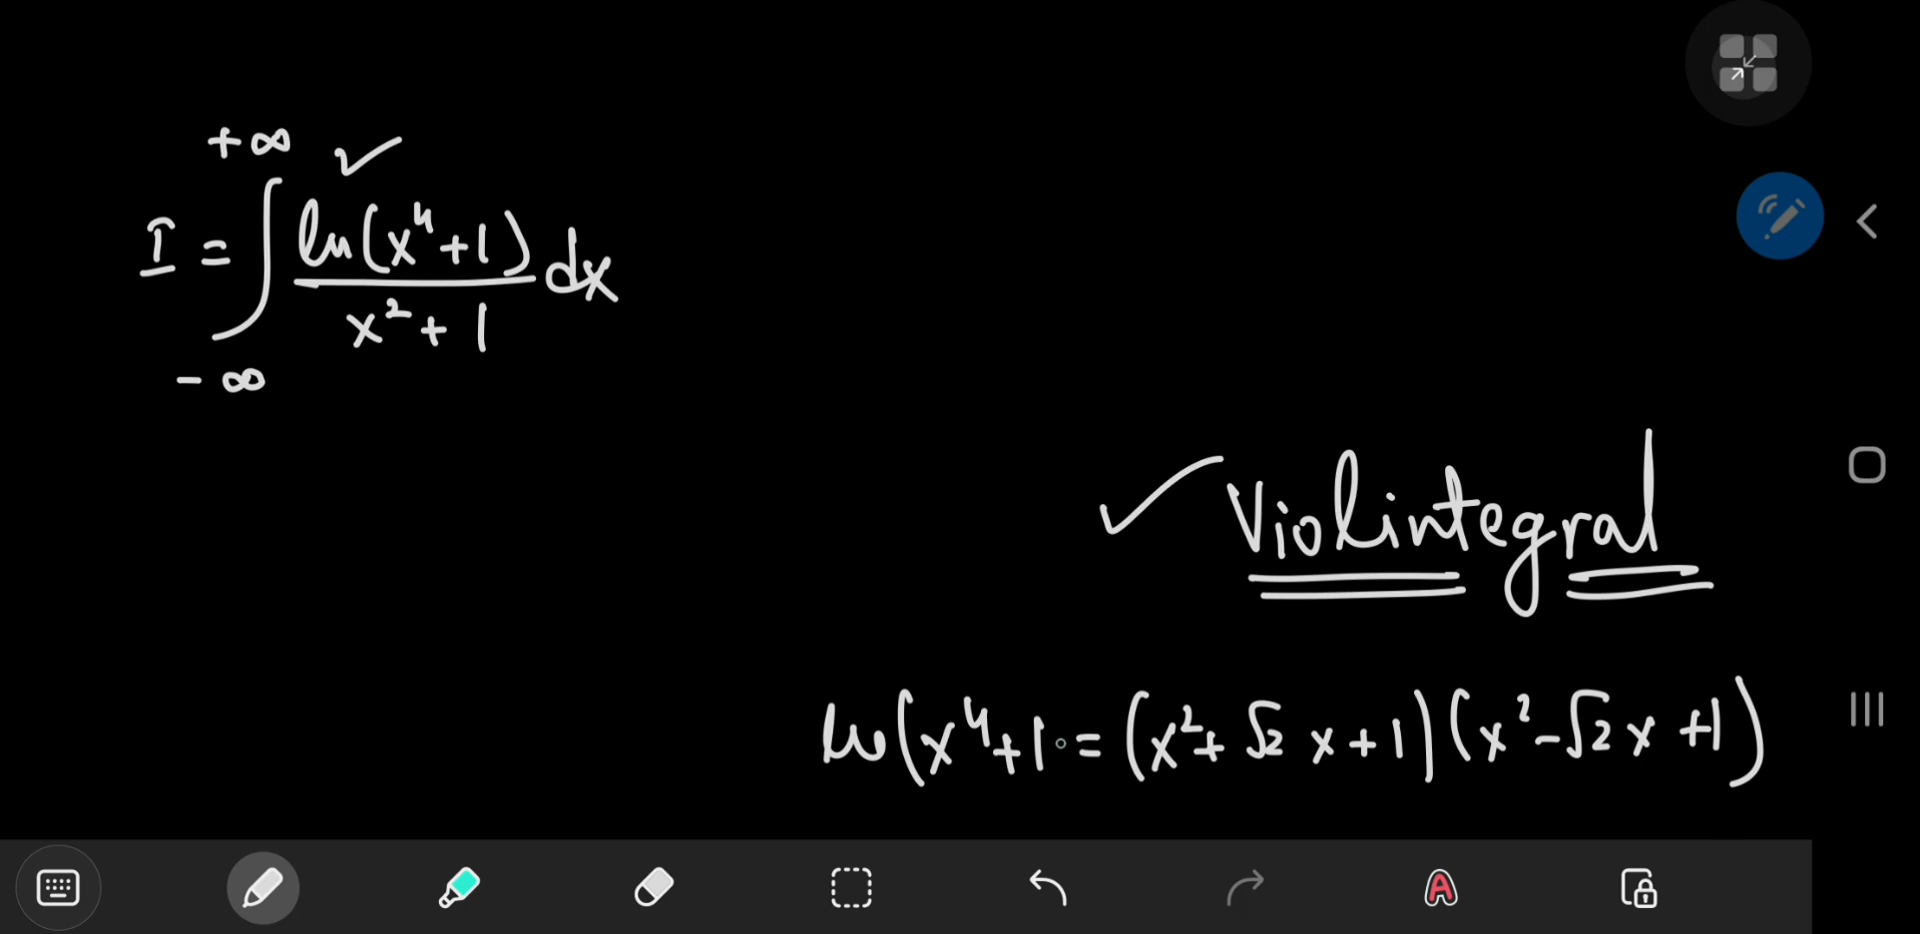 I = ∫_{-∞}^{+∞} ln(x⁴+1)/(x²+1) dx
Violintegral
ln(x⁴+1 = (x²+√2 x+1)(x²-√2 x+1)
A